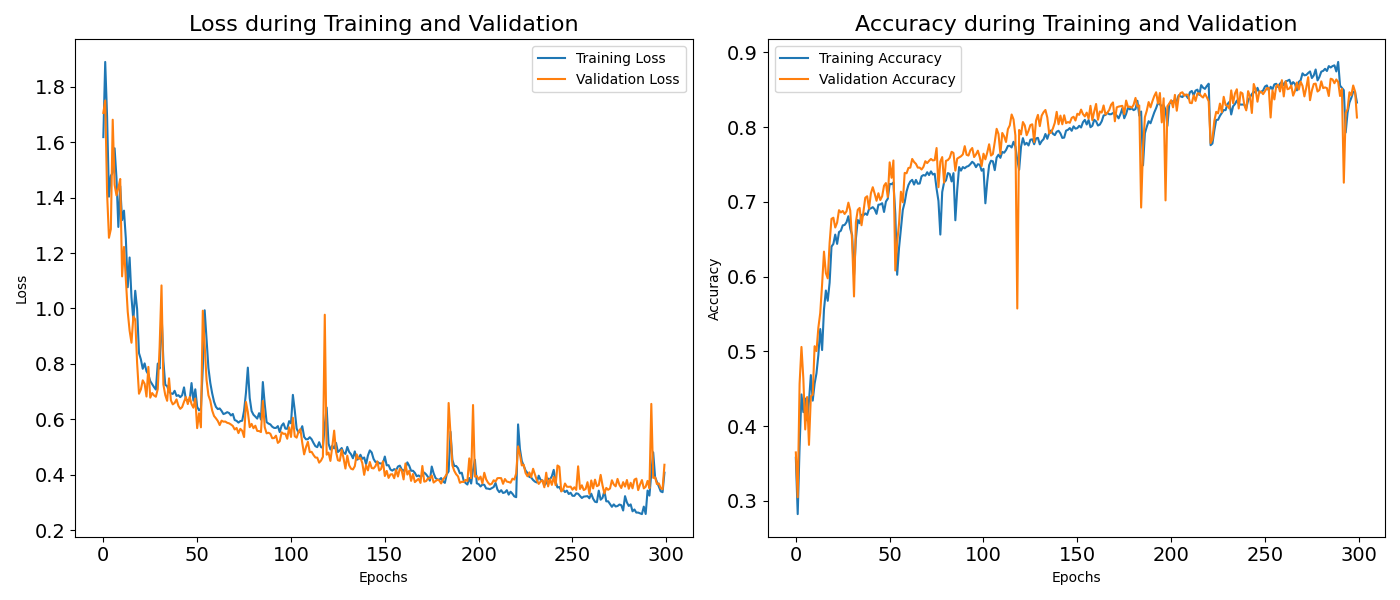 Loss during Training and Validation
Training Loss
Validation Loss
1.8
1.6
1.4
1.2
1.0
0.8
0.6
0.4
0.2
Loss
0 50 100 150 200 250 300
Epochs
Accuracy during Training and Validation
Training Accuracy
Validation Accuracy
0.9
0.8
0.7
0.6
0.5
0.4
0.3
Accuracy
0 50 100 150 200 250 300
Epochs